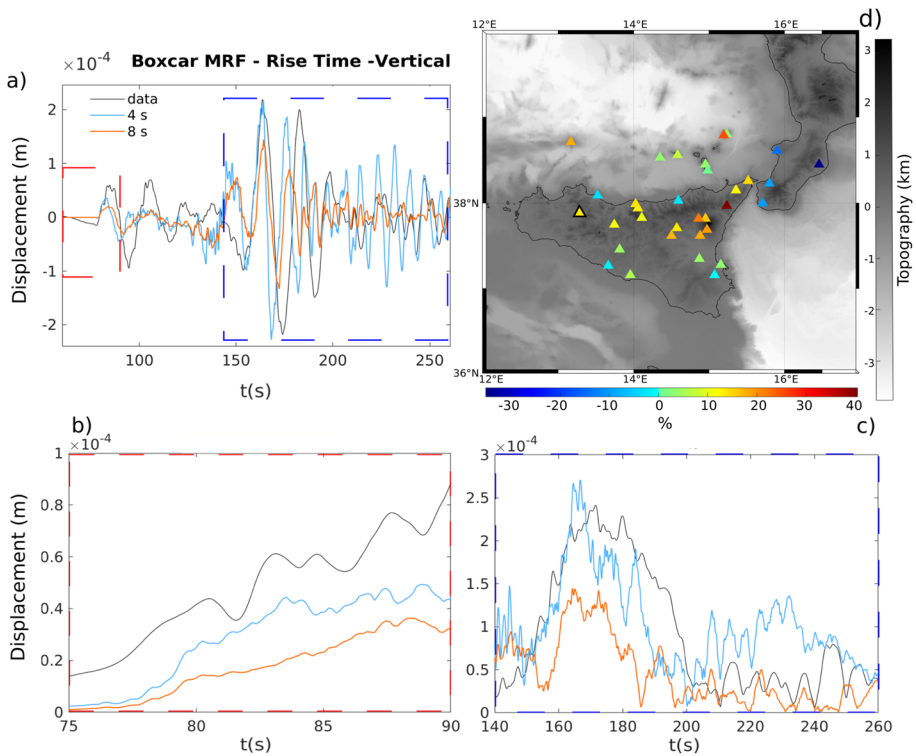 Boxcar MRF - Rise Time -Vertical
a)
×10⁻⁴
data
4 s
8 s
2
1
0
-1
-2
Displacement (m)
100
150
200
250
t(s)
d)
12°E
14°E
16°E
38°N
36°N
12°E
14°E
16°E
3
2
1
0
-1
-2
-3
Topography (km)
-30
-20
-10
0
10
20
30
40
%
b)
×10⁻⁴
1
0.8
0.6
0.4
0.2
0
Displacement (m)
75
80
85
90
t(s)
c)
×10⁻⁴
3
2.5
2
1.5
1
0.5
0
140
160
180
200
220
240
260
t(s)